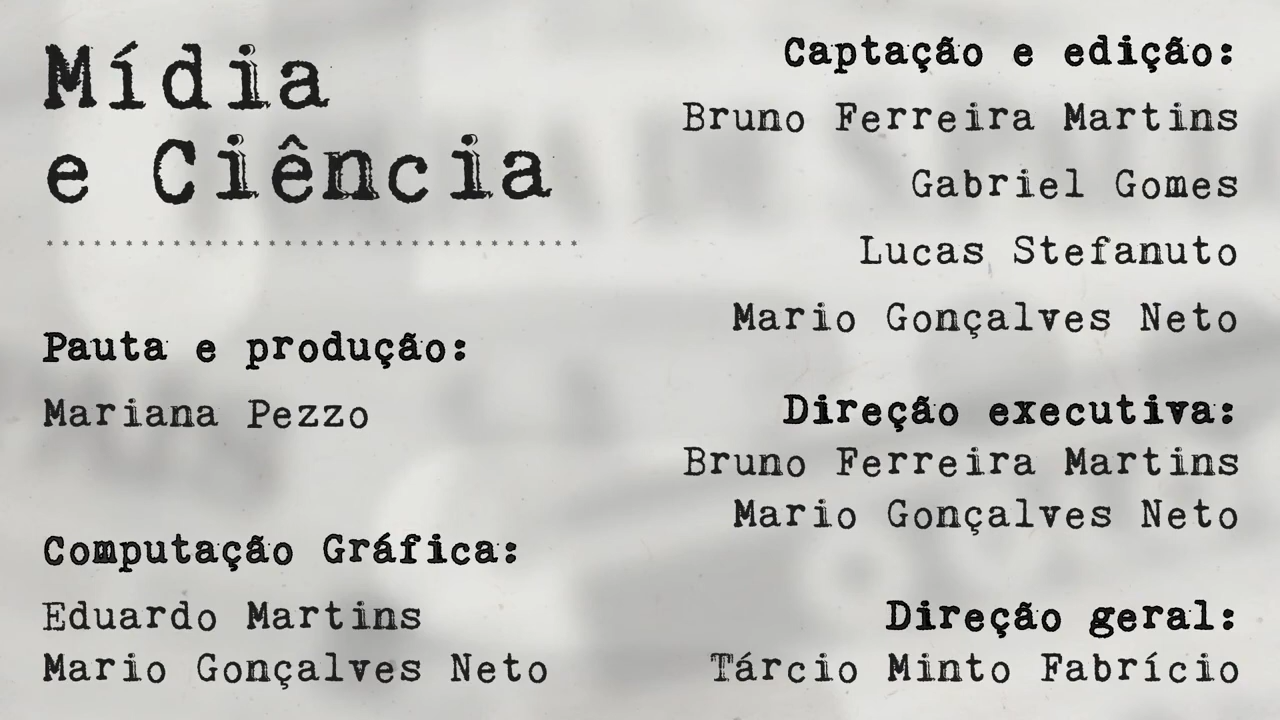 Mídia
e Ciência
Pauta e produção:
Mariana Pezzo
Computação Gráfica:
Eduardo Martins
Mario Gonçalves Neto
Captação e edição:
Bruno Ferreira Martins
Gabriel Gomes
Lucas Stefanuto
Mario Gonçalves Neto
Direção executiva:
Bruno Ferreira Martins
Mario Gonçalves Neto
Direção geral:
Tárcio Minto Fabrício